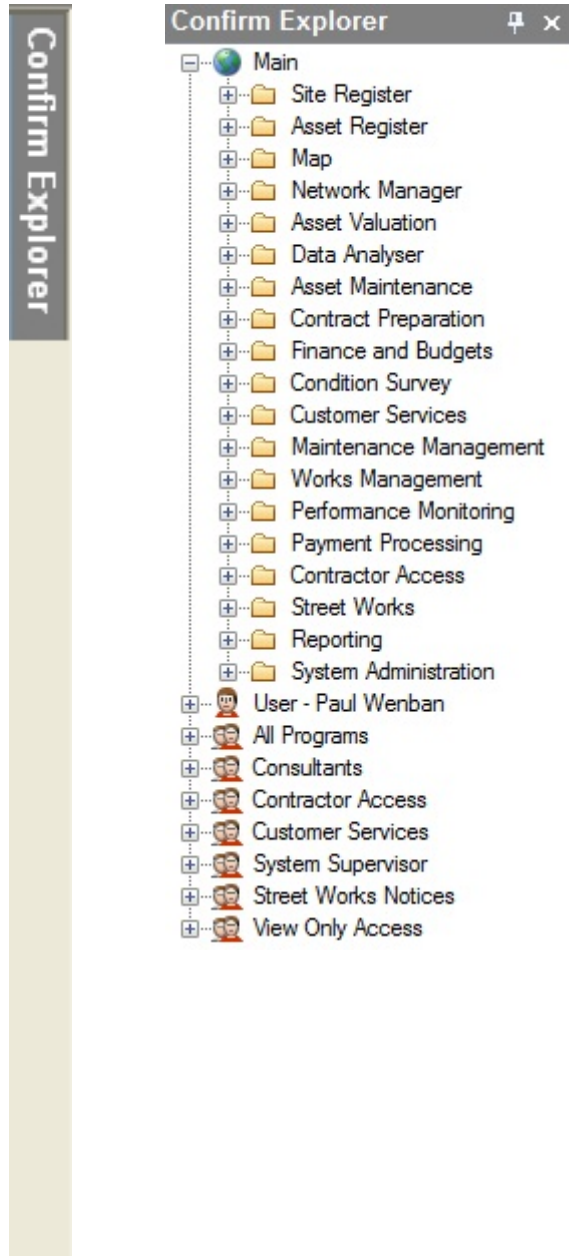 Confirm Explorer
Confirm Explorer
Main
Site Register
Asset Register
Map
Network Manager
Asset Valuation
Data Analyser
Asset Maintenance
Contract Preparation
Finance and Budgets
Condition Survey
Customer Services
Maintenance Management
Works Management
Performance Monitoring
Payment Processing
Contractor Access
Street Works
Reporting
System Administration
User - Paul Wenban
All Programs
Consultants
Contractor Access
Customer Services
System Supervisor
Street Works Notices
View Only Access